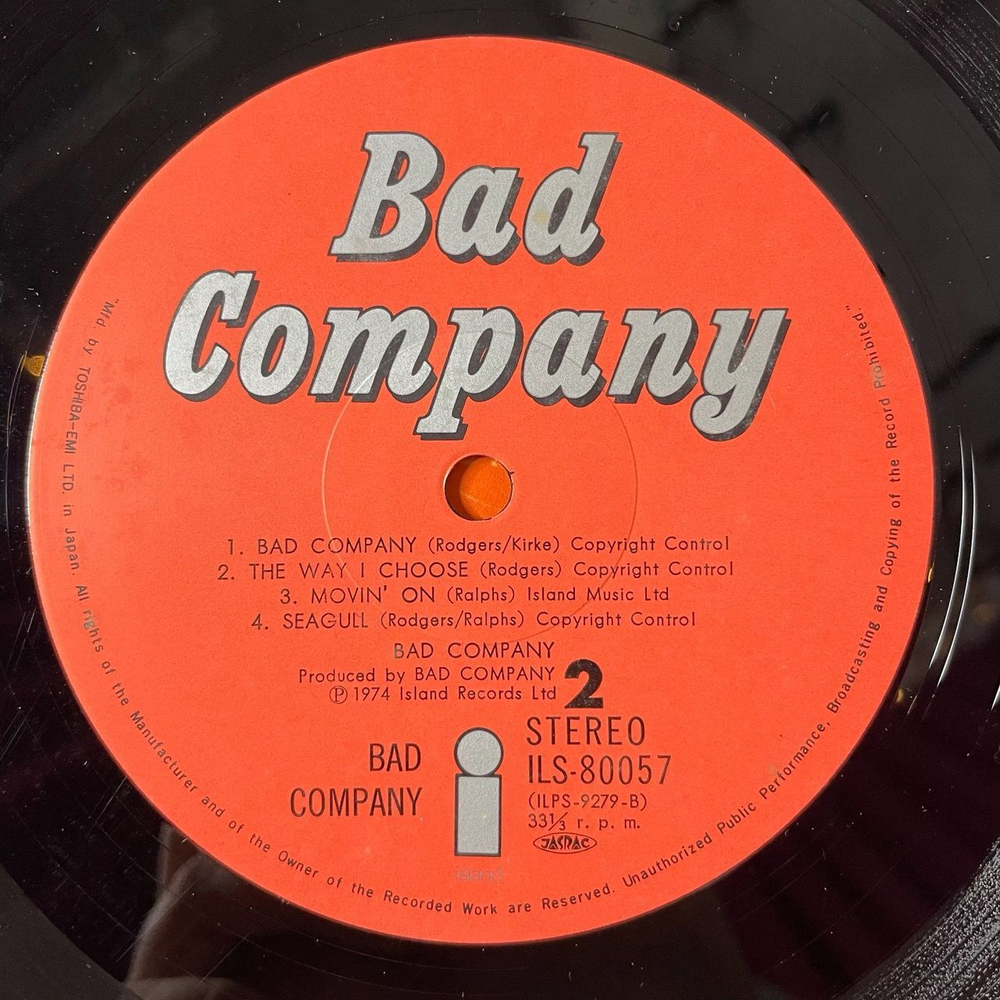 Bad
Company
1. BAD COMPANY (Rodgers/Kirke) Copyright Control
2. THE WAY I CHOOSE (Rodgers) Copyright Control
3. MOVIN' ON (Ralphs) Island Music Ltd
4. SEAGULL (Rodgers/Ralphs) Copyright Control
BAD COMPANY
Produced by BAD COMPANY
℗ 1974 Island Records Ltd
2
BAD
COMPANY
i
island
STEREO
ILS-80057
(ILPS-9279-B)
33⅓ r. p. m.
JASRAC
"Mfd. by TOSHIBA-EMI LTD. in Japan. All rights of the Manufacturer and of the Owner of the Recorded Work are Reserved. Unauthorized Public Performance, Broadcasting and Copying of the Record Prohibited."